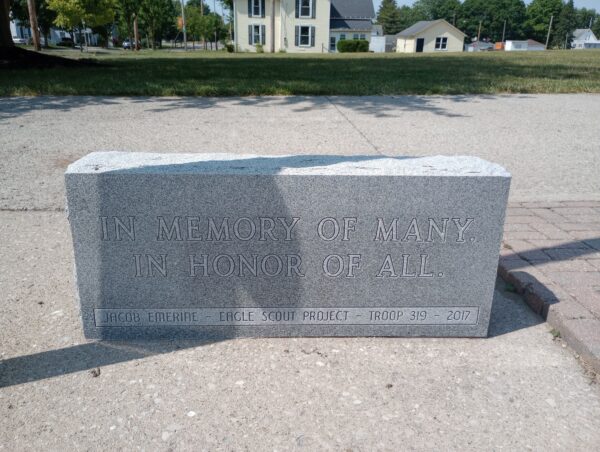 IN MEMORY OF MANY.
IN HONOR OF ALL.
JACOB EMERINE - EAGLE SCOUT PROJECT - TROOP 319 - 2017